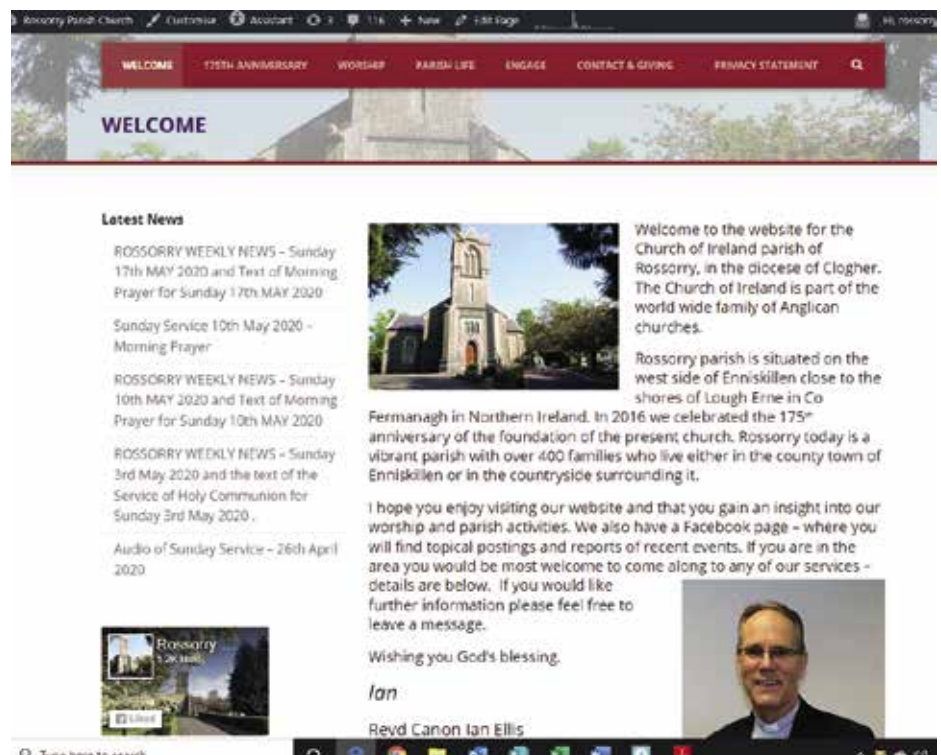 Rossorry Parish Church Customise Assistant 3 116 + New Edit Page Hi, rossorry
WELCOME 175TH ANNIVERSARY WORSHIP PARISH LIFE ENGAGE CONTACT & GIVING PRIVACY STATEMENT
WELCOME
Latest News
ROSSORRY WEEKLY NEWS – Sunday
17th MAY 2020 and Text of Morning
Prayer for Sunday 17th MAY 2020
Sunday Service 10th May 2020 –
Morning Prayer
ROSSORRY WEEKLY NEWS – Sunday
10th MAY 2020 and Text of Morning
Prayer for Sunday 10th MAY 2020
ROSSORRY WEEKLY NEWS – Sunday
3rd May 2020 and the text of the
Service of Holy Communion for
Sunday 3rd May 2020 .
Audio of Sunday Service – 26th April
2020
Rossorry
Liked
Welcome to the website for the
Church of Ireland parish of
Rossorry, in the diocese of Clogher.
The Church of Ireland is part of the
world wide family of Anglican
churches.
Rossorry parish is situated on the
west side of Enniskillen close to the
shores of Lough Erne in Co
Fermanagh in Northern Ireland. In 2016 we celebrated the 175th
anniversary of the foundation of the present church. Rossorry today is a
vibrant parish with over 400 families who live either in the county town of
Enniskillen or in the countryside surrounding it.
I hope you enjoy visiting our website and that you gain an insight into our
worship and parish activities. We also have a Facebook page – where you
will find topical postings and reports of recent events. If you are in the
area you would be most welcome to come along to any of our services –
details are below. If you would like
further information please feel free to
leave a message.
Wishing you God's blessing.
Ian
Revd Canon Ian Ellis
Type here to search